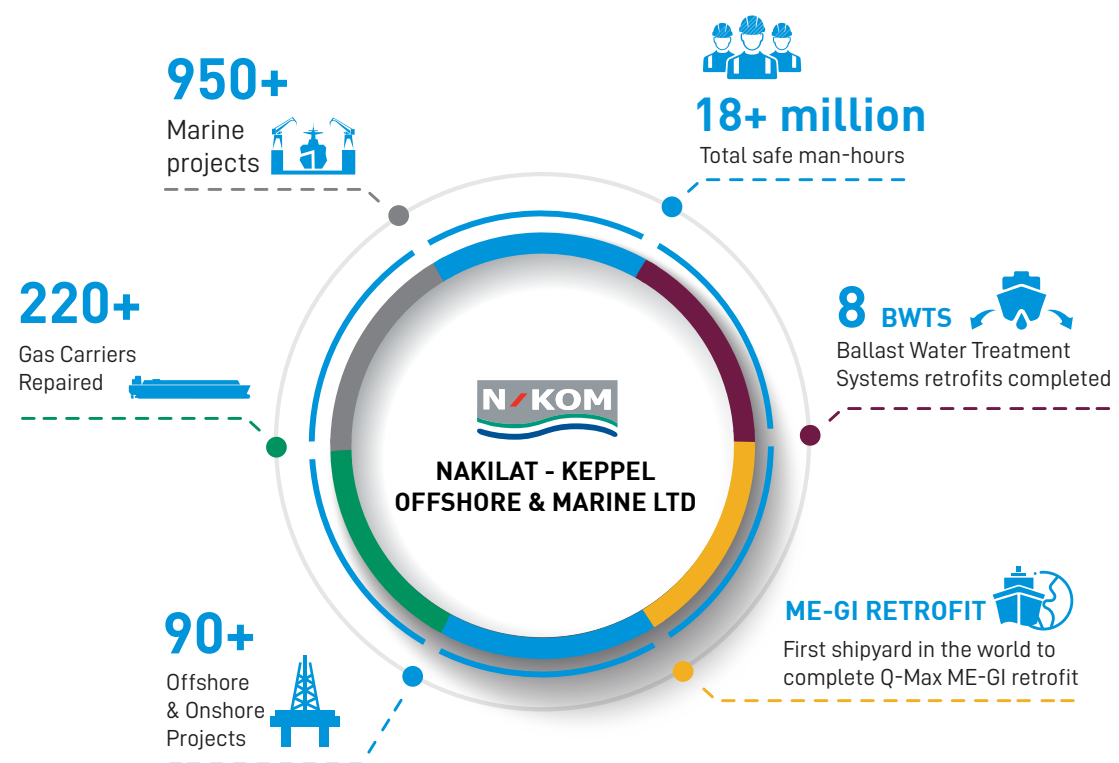 950+
Marine
projects
18+ million
Total safe man-hours
220+
Gas Carriers
Repaired
8 BWTS
Ballast Water Treatment
Systems retrofits completed
N-KOM
NAKILAT - KEPPEL
OFFSHORE & MARINE LTD
90+
Offshore
& Onshore
Projects
ME-GI RETROFIT
First shipyard in the world to
complete Q-Max ME-GI retrofit